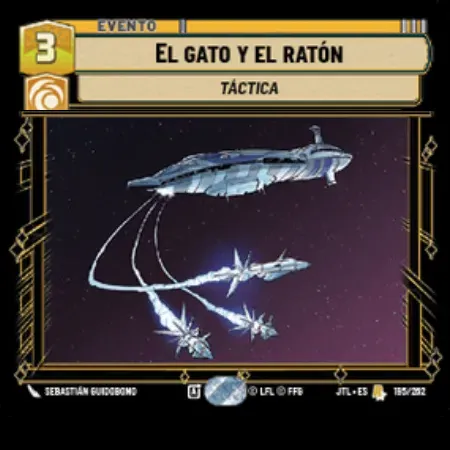 EVENTO
3
EL GATO Y EL RATÓN
TÁCTICA
SEBASTIÁN GUIDOBONO
A
© LFL © FFG
JTL • ES
195/262